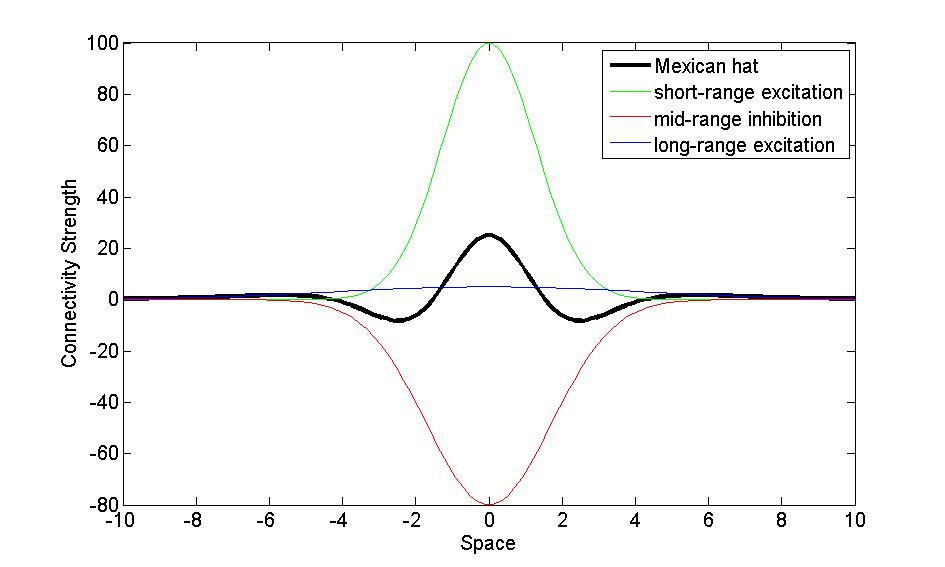 100
80
60
40
20
0
-20
-40
-60
-80
Connectivity Strength
Mexican hat
short-range excitation
mid-range inhibition
long-range excitation
-10 -8 -6 -4 -2 0 2 4 6 8 10
Space